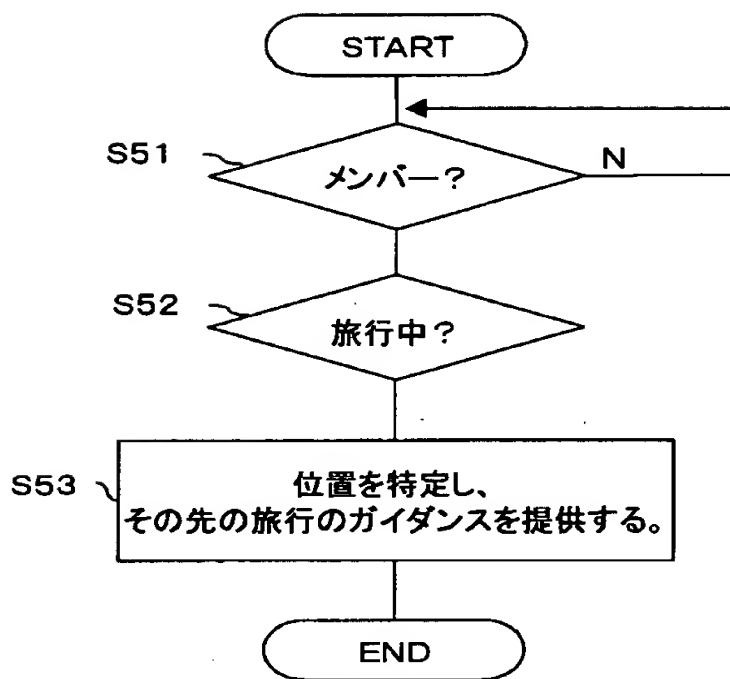 START
S51
メンバー?
N
S52
旅行中?
S53
位置を特定し、
その先の旅行のガイダンスを提供する。
END